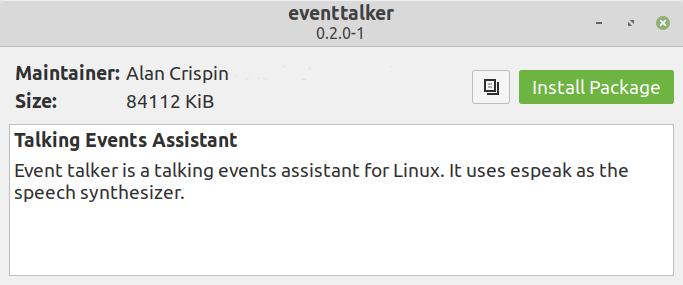 eventtalker
0.2.0-1
Maintainer: Alan Crispin
Size: 84112 KiB
Install Package
Talking Events Assistant
Event talker is a talking events assistant for Linux. It uses espeak as the
speech synthesizer.